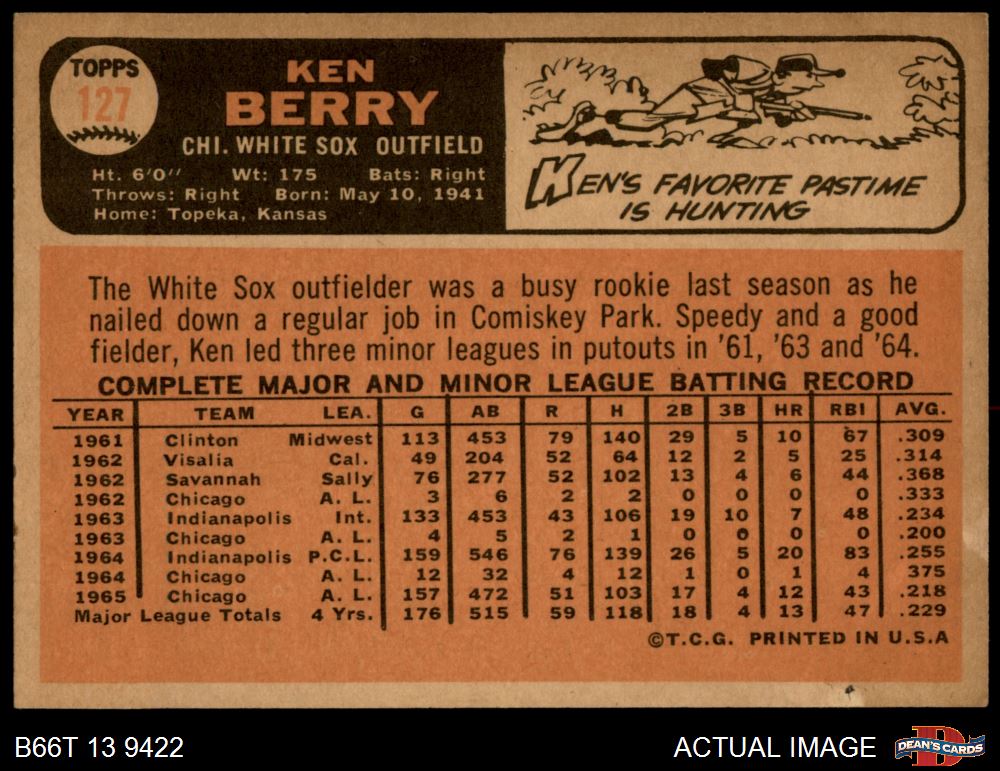 TOPPS
127
KEN
BERRY
CHI. WHITE SOX OUTFIELD
Ht. 6'0" Wt: 175 Bats: Right
Throws: Right Born: May 10, 1941
Home: Topeka, Kansas
KEN'S FAVORITE PASTIME
IS HUNTING
The White Sox outfielder was a busy rookie last season as he
nailed down a regular job in Comiskey Park. Speedy and a good
fielder, Ken led three minor leagues in putouts in '61, '63 and '64.
COMPLETE MAJOR AND MINOR LEAGUE BATTING RECORD
YEAR TEAM LEA. G AB R H 2B 3B HR RBI AVG.
1961 Clinton Midwest 113 453 79 140 29 5 10 67 .309
1962 Visalia Cal. 49 204 52 64 12 2 5 25 .314
1962 Savannah Sally 76 277 52 102 13 4 6 44 .368
1962 Chicago A. L. 3 6 2 2 0 0 0 0 .333
1963 Indianapolis Int. 133 453 43 106 19 10 7 48 .234
1963 Chicago A. L. 4 5 2 1 0 0 0 0 .200
1964 Indianapolis P.C.L. 159 546 76 139 26 5 20 83 .255
1964 Chicago A. L. 12 32 4 12 1 0 1 4 375
1965 Chicago A. L. 157 472 51 103 17 4 12 43 .218
Major League Totals 4 Yrs. 176 515 59 118 18 4 13 47 .229
©T.C.G. PRINTED IN U.S.A
B66T 13 9422
ACTUAL IMAGE
D
DEAN'S CARDS